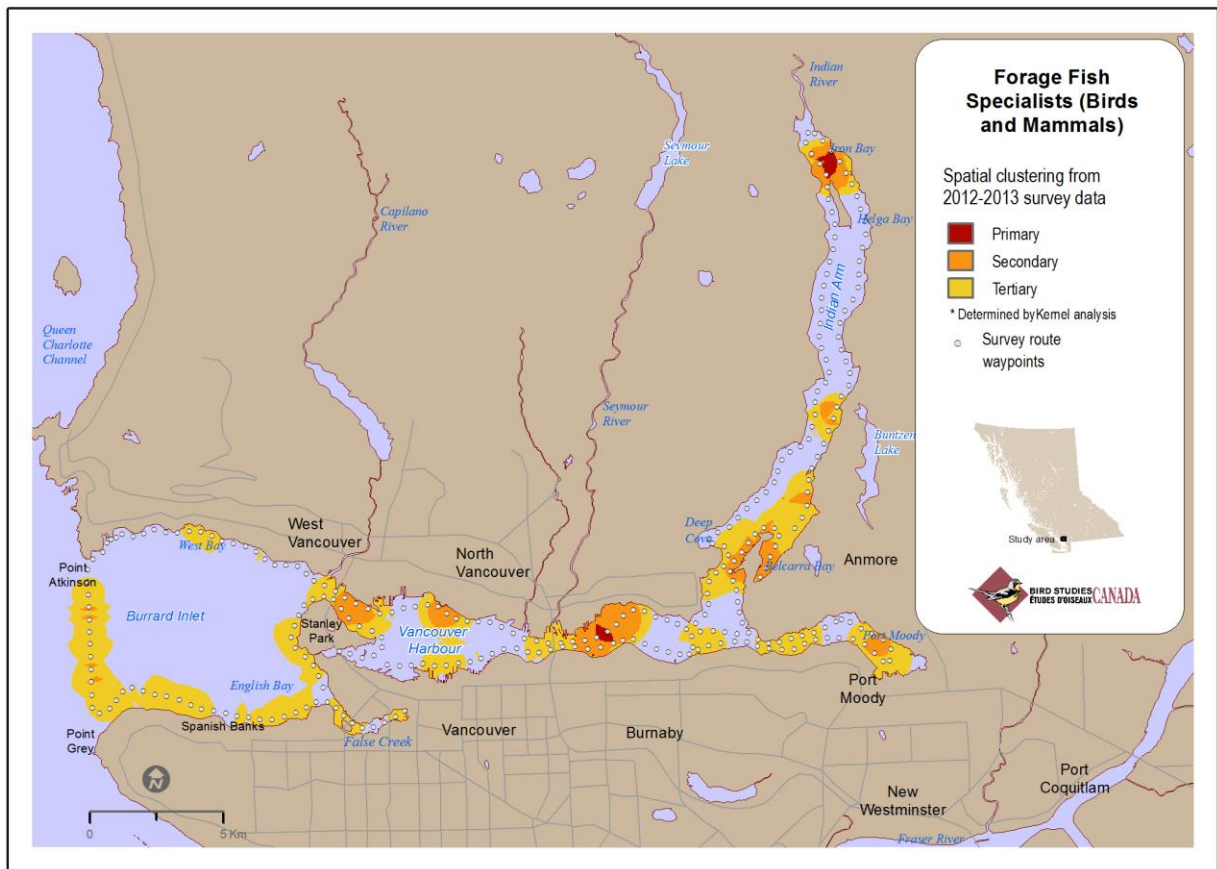 Forage Fish
Specialists (Birds
and Mammals)
Spatial clustering from
2012-2013 survey data
Primary
Secondary
Tertiary
* Determined by Kernel analysis
Survey route
waypoints
Study area
BIRD STUDIES
ÉTUDES D'OISEAUX CANADA
Indian
River
Iron Bay
Seymour
Lake
Helga Bay
Capilano
River
Indian Arm
Queen
Charlotte
Channel
Seymour
River
Buntzen
Lake
West
Vancouver
West Bay
Deep
Cove
North
Vancouver
Anmore
Belcarra Bay
Point
Atkinson
Burrard Inlet
Stanley
Park
Vancouver
Harbour
Port Moody
English Bay
Port
Moody
Spanish Banks
Point
Grey
False Creek
Vancouver
Burnaby
Port
Coquitlam
New
Westminster
Fraser River
N
0
5 Km